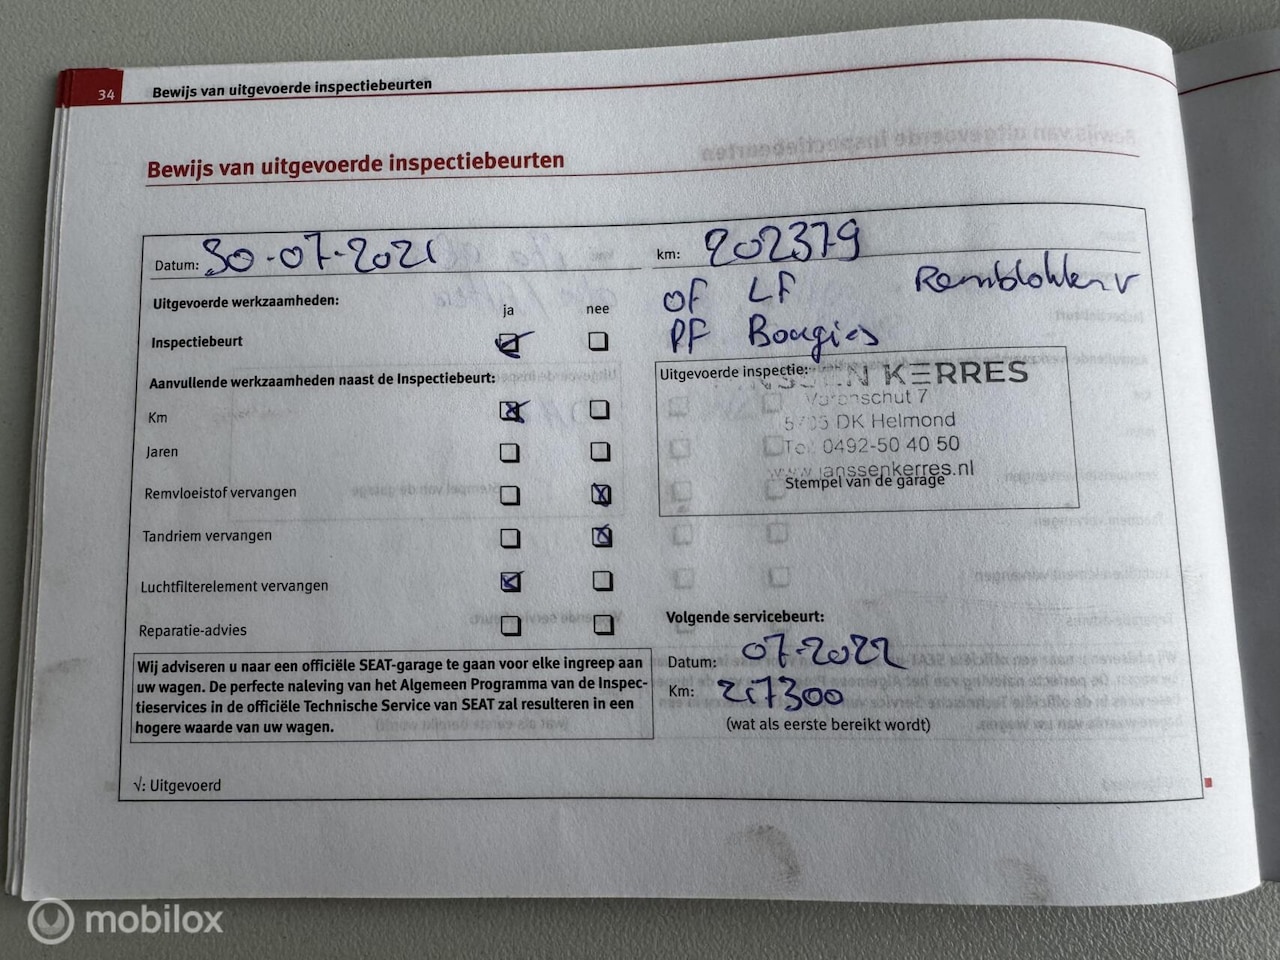 34 Bewijs van uitgevoerde inspectiebeurten
Bewijs van uitgevoerde inspectiebeurten
Datum: 30-07-2021 km: 202379
Uitgevoerde werkzaamheden: ja nee
OF LF Remblokken v
PF Bougies
Inspectiebeurt
Aanvullende werkzaamheden naast de Inspectiebeurt:
Km
Jaren
Remvloeistof vervangen
Tandriem vervangen
Luchtfilterelement vervangen
Reparatie-advies
Uitgevoerde inspectie:
KERRES
5705 DK Helmond
Tel. 0492-50 40 50
www.janssenkerres.nl
Stempel van de garage
Volgende servicebeurt:
Datum: 07-2022
Km: 217300
(wat als eerste bereikt wordt)
Wij adviseren u naar een officiële SEAT-garage te gaan voor elke ingreep aan
uw wagen. De perfecte naleving van het Algemeen Programma van de Inspec-
tieservices in de officiële Technische Service van SEAT zal resulteren in een
hogere waarde van uw wagen.
√: Uitgevoerd
mobilox